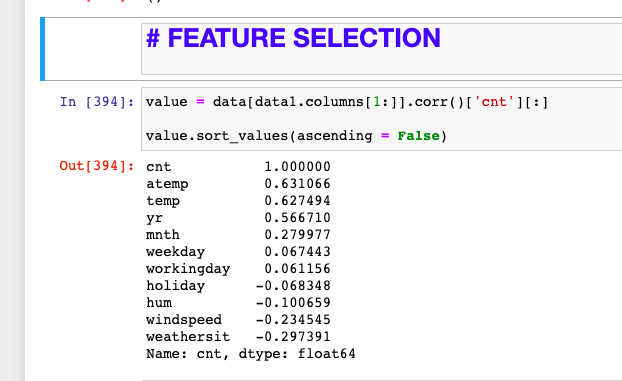 # FEATURE SELECTION
In [394]: value = data[data1.columns[1:]].corr()['cnt'][:]
value.sort_values(ascending = False)
Out[394]: cnt 1.000000
atemp 0.631066
temp 0.627494
yr 0.566710
mnth 0.279977
weekday 0.067443
workingday 0.061156
holiday -0.068348
hum -0.100659
windspeed -0.234545
weathersit -0.297391
Name: cnt, dtype: float64